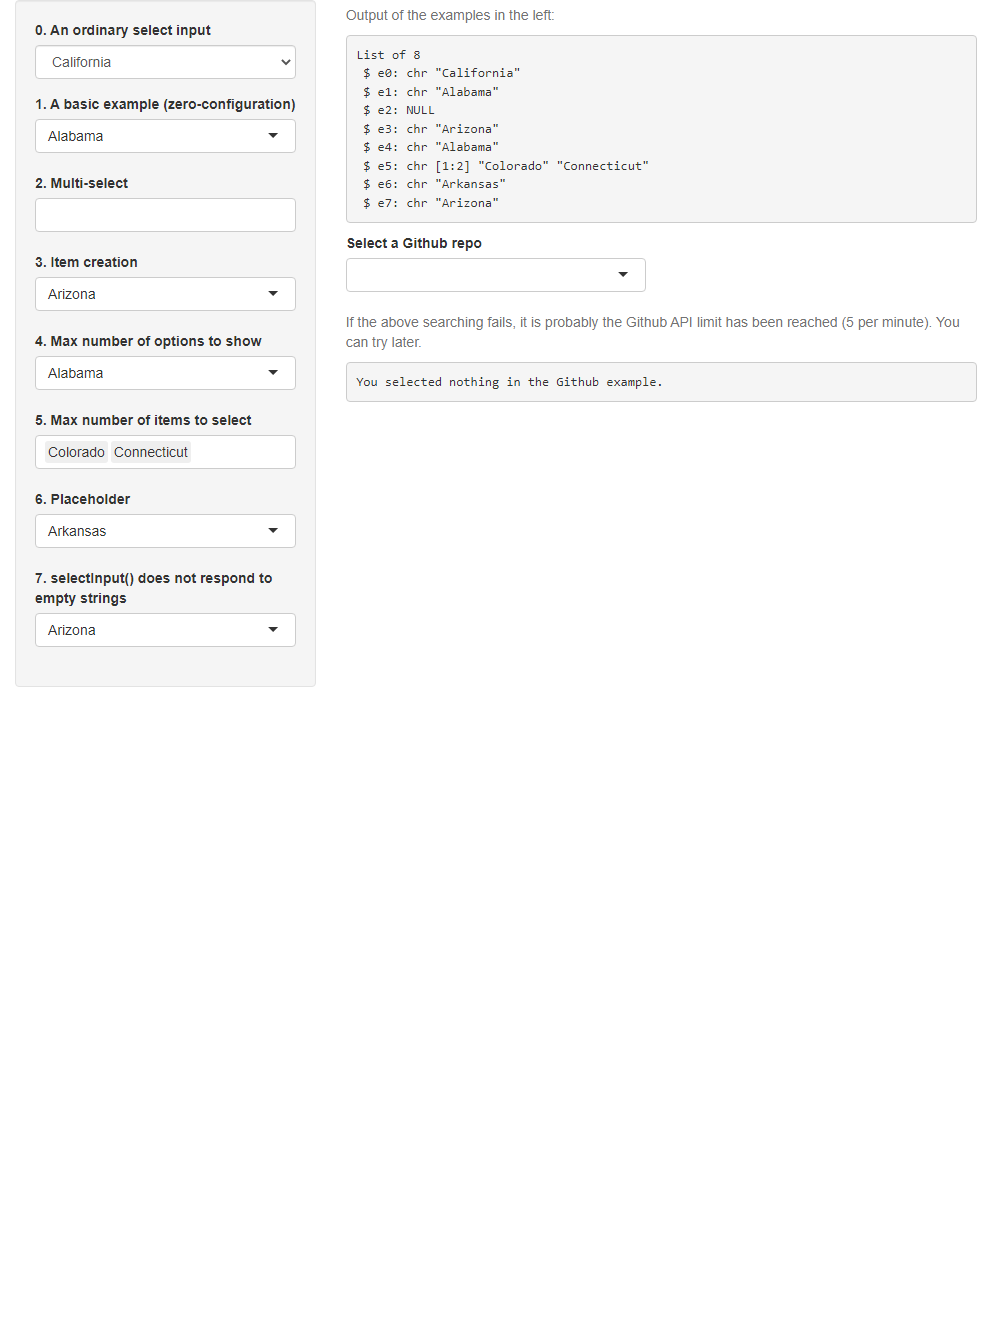 0. An ordinary select input
California
1. A basic example (zero-configuration)
Alabama
2. Multi-select
3. Item creation
Arizona
4. Max number of options to show
Alabama
5. Max number of items to select
Colorado Connecticut
6. Placeholder
Arkansas
7. selectInput() does not respond to
empty strings
Arizona
Output of the examples in the left:
List of 8
$ e0: chr "California"
$ e1: chr "Alabama"
$ e2: NULL
$ e3: chr "Arizona"
$ e4: chr "Alabama"
$ e5: chr [1:2] "Colorado" "Connecticut"
$ e6: chr "Arkansas"
$ e7: chr "Arizona"
Select a Github repo
If the above searching fails, it is probably the Github API limit has been reached (5 per minute). You
can try later.
You selected nothing in the Github example.